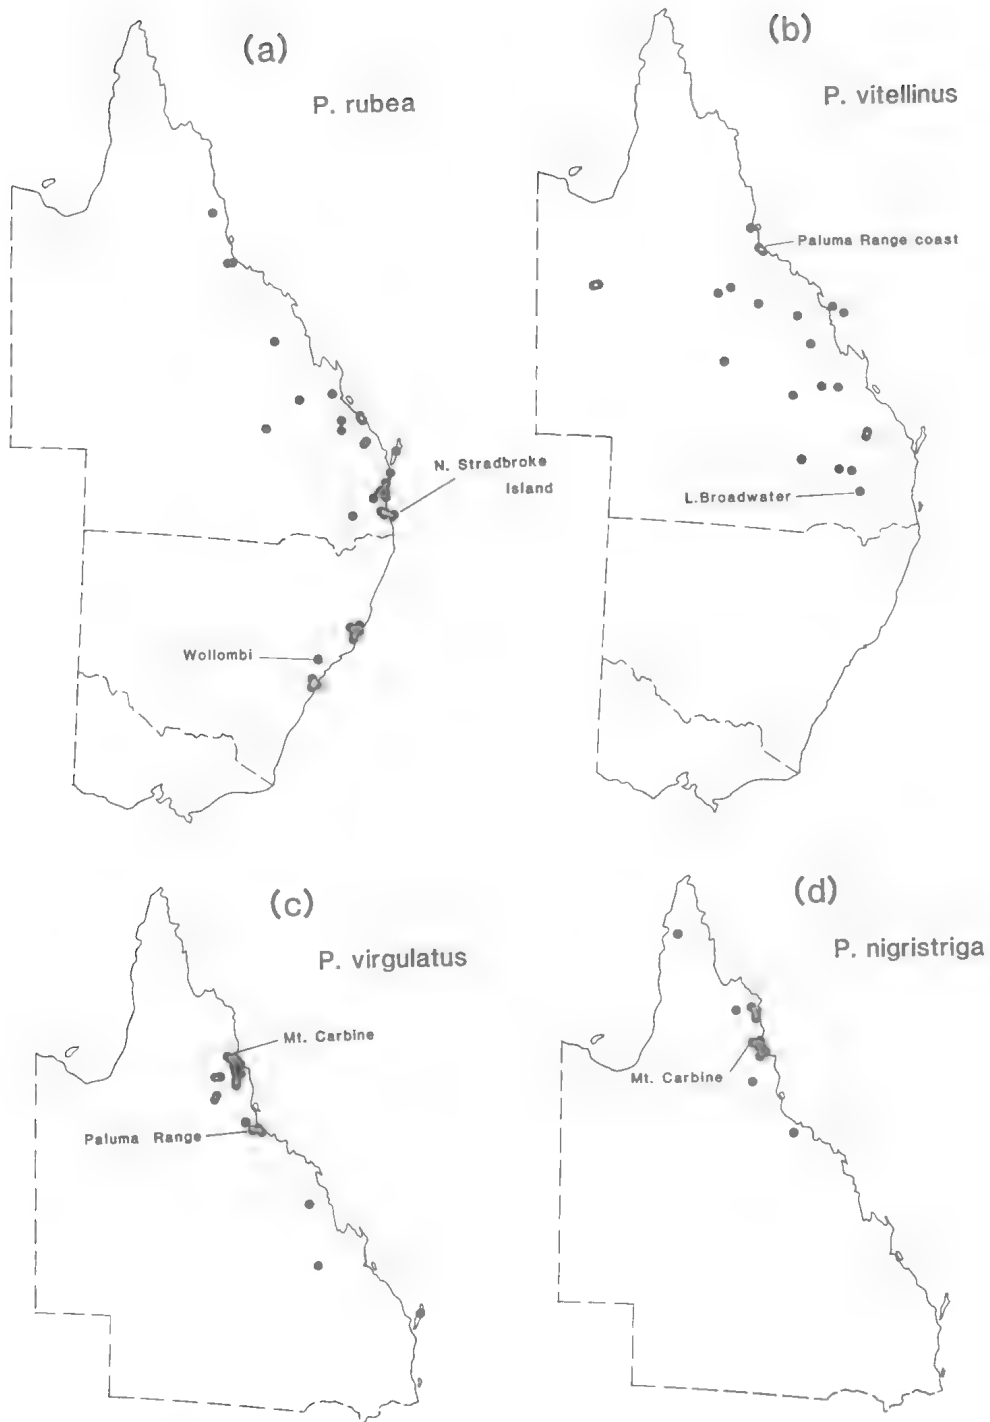 (a)
P. rubea
N. Stradbroke
Island
Wollombi
(b)
P. vitellinus
Paluma Range coast
L.Broadwater
(c)
P. virgulatus
Mt. Carbine
Paluma Range
(d)
P. nigristriga
Mt. Carbine